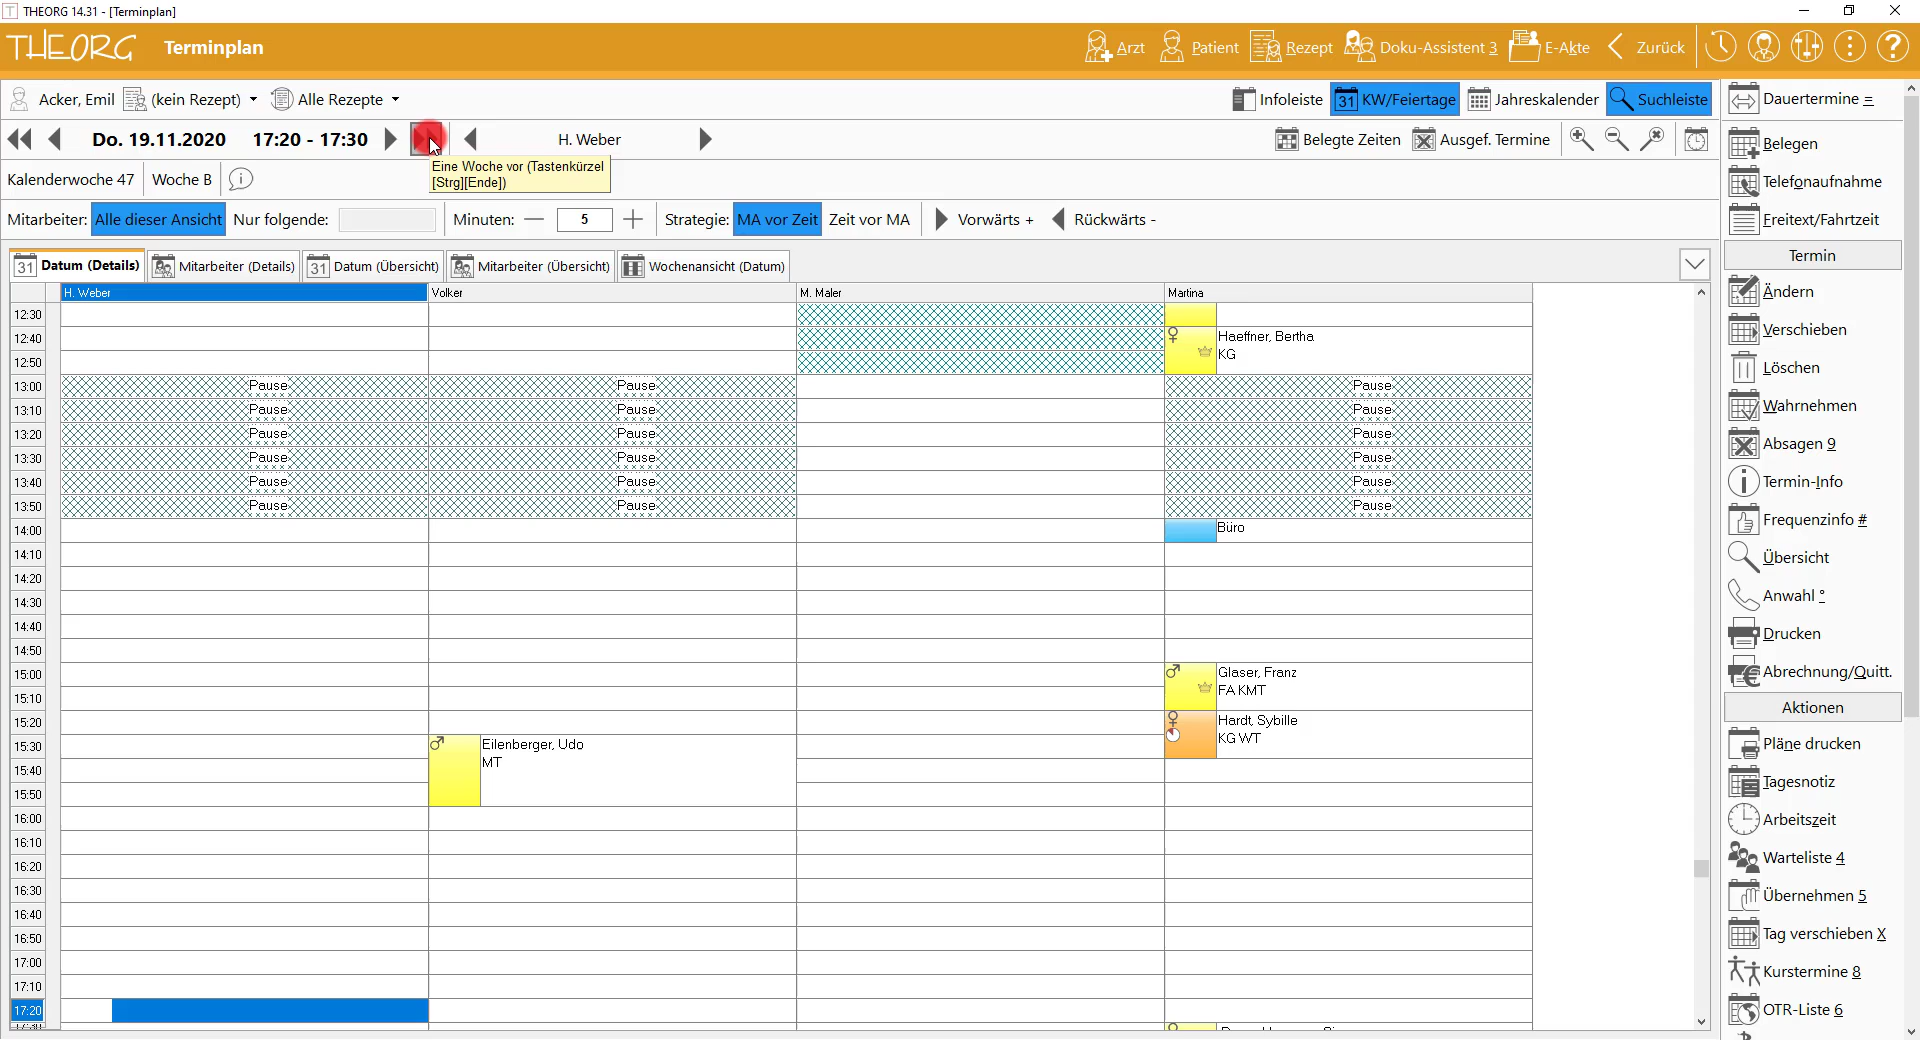 THEORG 14.31 - [Terminplan]
THEORG Terminplan Arzt Patient Rezept Doku-Assistent 3 E-Akte Zurück
Acker, Emil (kein Rezept) Alle Rezepte Infoleiste 31 KW/Feiertage Jahreskalender Suchleiste
Do. 19.11.2020 17:20 - 17:30 H. Weber Belegte Zeiten Ausgef. Termine
Eine Woche vor (Tastenkürzel
[Strg][Ende])
Kalenderwoche 47 Woche B
Mitarbeiter: Alle dieser Ansicht Nur folgende: Minuten: 5 Strategie: MA vor Zeit Zeit vor MA Vorwärts + Rückwärts -
31 Datum (Details) Mitarbeiter (Details) 31 Datum (Übersicht) Mitarbeiter (Übersicht) Wochenansicht (Datum)
H. Weber Volker M. Maler Martina
12:30
12:40 Haeffner, Bertha
KG
12:50
13:00 Pause Pause Pause
13:10 Pause Pause Pause
13:20 Pause Pause Pause
13:30 Pause Pause Pause
13:40 Pause Pause Pause
13:50 Pause Pause Pause
14:00 Büro
14:10
14:20
14:30
14:40
14:50
15:00 Glaser, Franz
15:10 FA KMT
15:20 Hardt, Sybille
KG WT
15:30 Eilenberger, Udo
MT
15:40
15:50
16:00
16:10
16:20
16:30
16:40
16:50
17:00
17:10
17:20
Dauertermine =
Belegen
Telefonaufnahme
Freitext/Fahrtzeit
Termin
Ändern
Verschieben
Löschen
Wahrnehmen
Absagen 9
Termin-Info
Frequenzinfo #
Übersicht
Anwahl °
Drucken
Abrechnung/Quitt.
Aktionen
Pläne drucken
Tagesnotiz
Arbeitszeit
Warteliste 4
Übernehmen 5
Tag verschieben X
Kurstermine 8
OTR-Liste 6